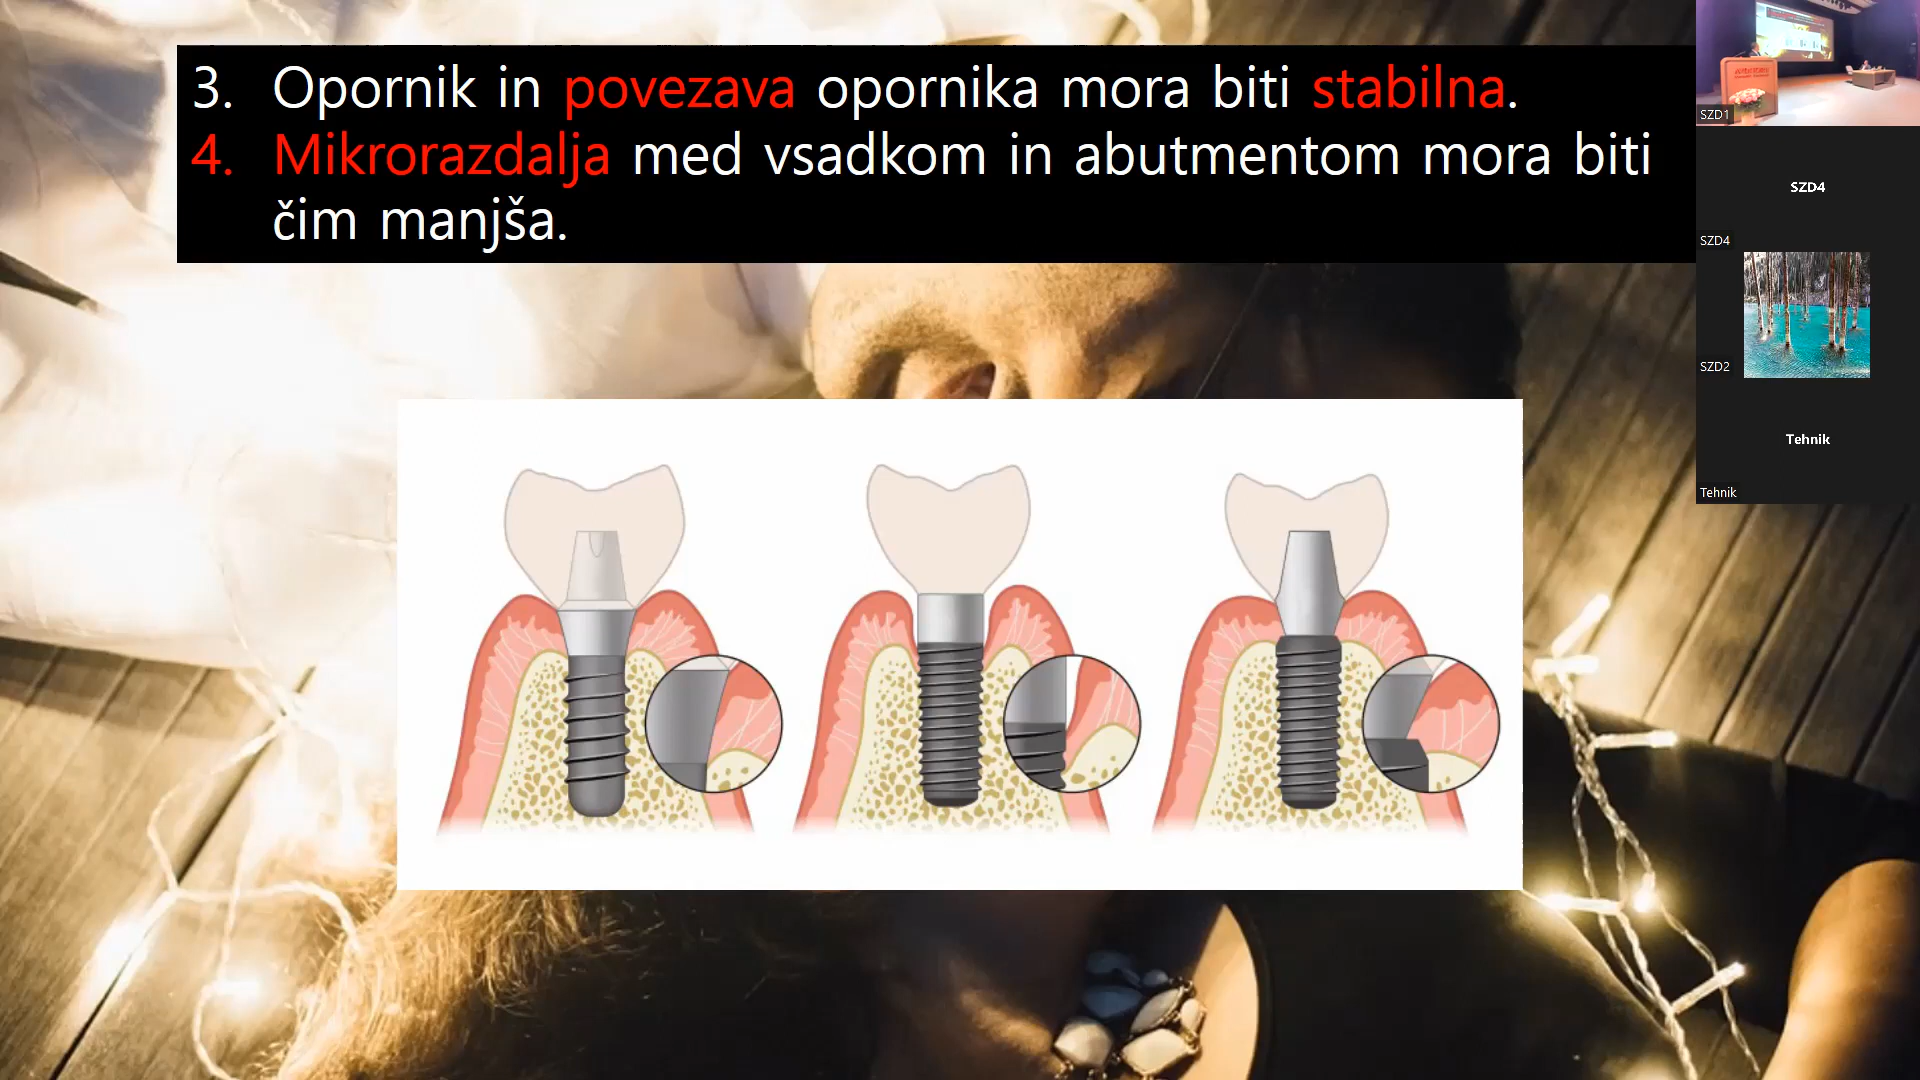 3. Opornik in povezava opornika mora biti stabilna.
4. Mikrorazdalja med vsadkom in abutmentom mora biti
čim manjša.
SZD1
SZD4
SZD4
SZD2
Tehnik
Tehnik